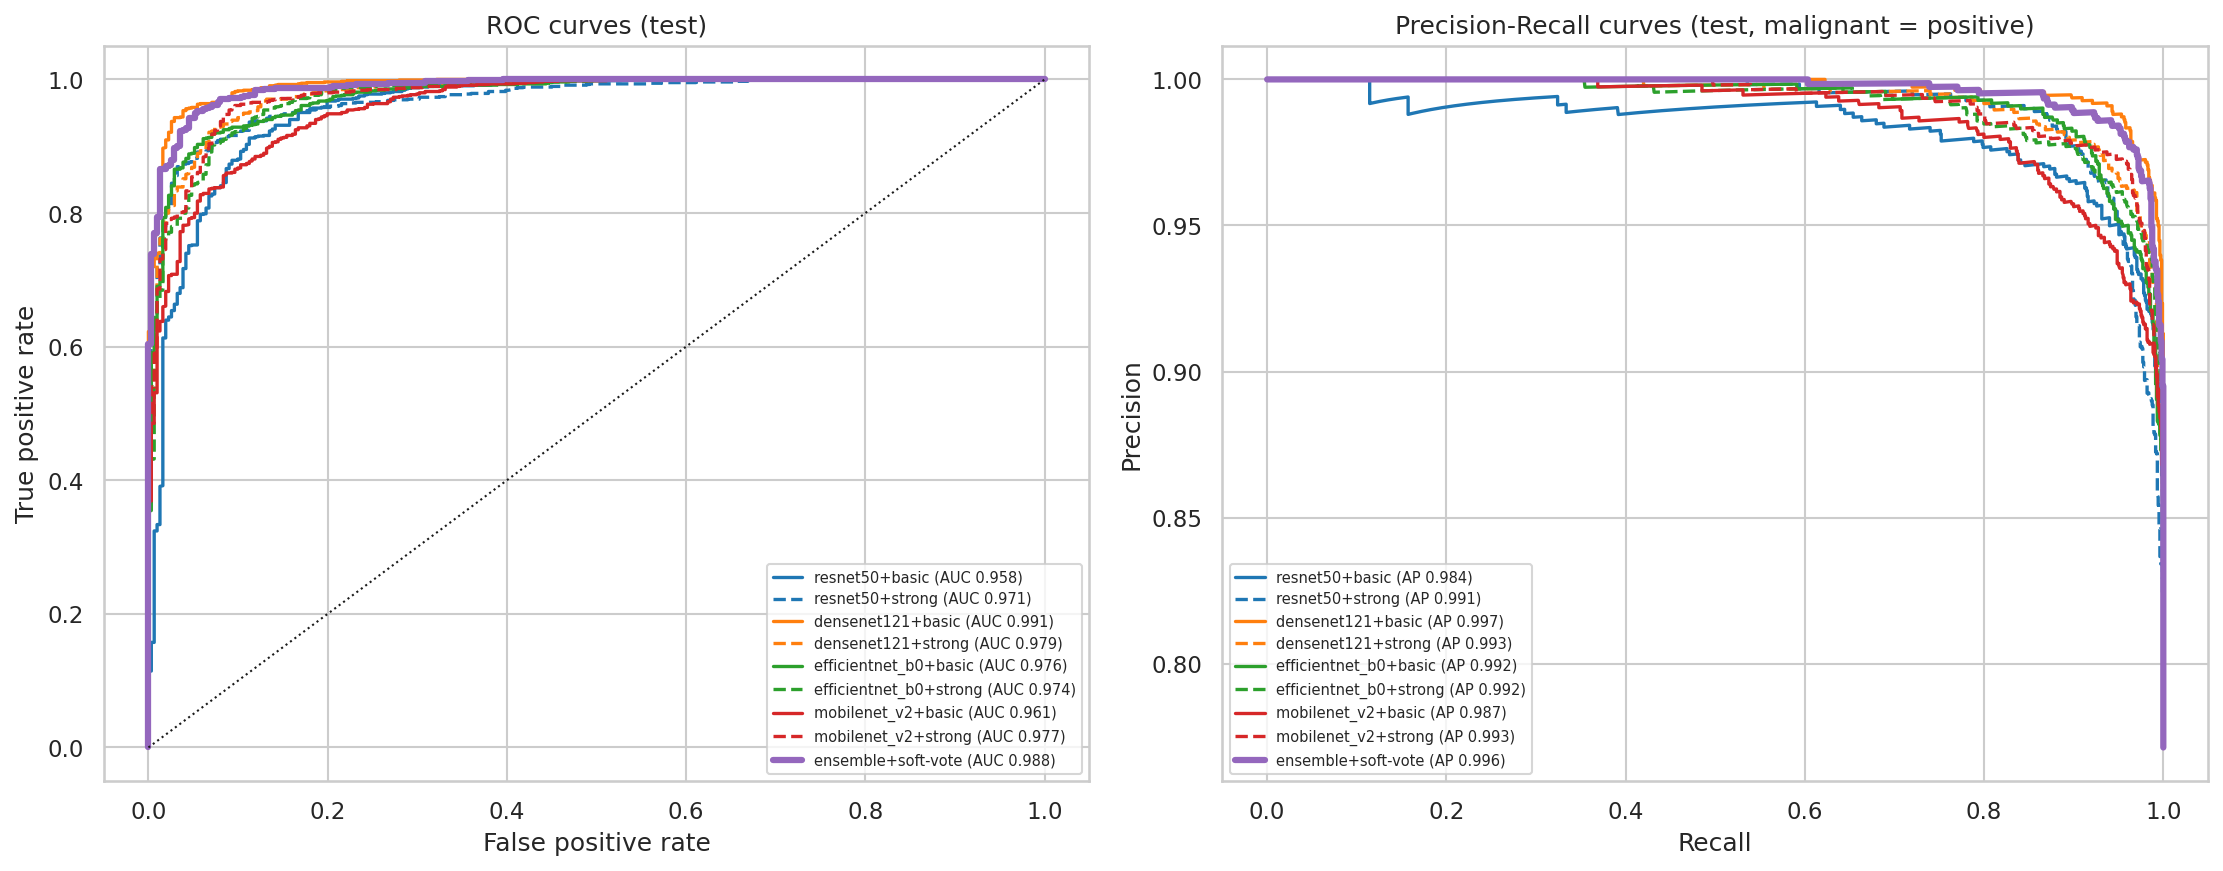 ROC curves (test)
True positive rate
1.0
0.8
0.6
0.4
0.2
0.0
0.0 0.2 0.4 0.6 0.8 1.0
False positive rate
resnet50+basic (AUC 0.958)
resnet50+strong (AUC 0.971)
densenet121+basic (AUC 0.991)
densenet121+strong (AUC 0.979)
efficientnet_b0+basic (AUC 0.976)
efficientnet_b0+strong (AUC 0.974)
mobilenet_v2+basic (AUC 0.961)
mobilenet_v2+strong (AUC 0.977)
ensemble+soft-vote (AUC 0.988)
Precision-Recall curves (test, malignant = positive)
Precision
1.00
0.95
0.90
0.85
0.80
0.0 0.2 0.4 0.6 0.8 1.0
Recall
resnet50+basic (AP 0.984)
resnet50+strong (AP 0.991)
densenet121+basic (AP 0.997)
densenet121+strong (AP 0.993)
efficientnet_b0+basic (AP 0.992)
efficientnet_b0+strong (AP 0.992)
mobilenet_v2+basic (AP 0.987)
mobilenet_v2+strong (AP 0.993)
ensemble+soft-vote (AP 0.996)